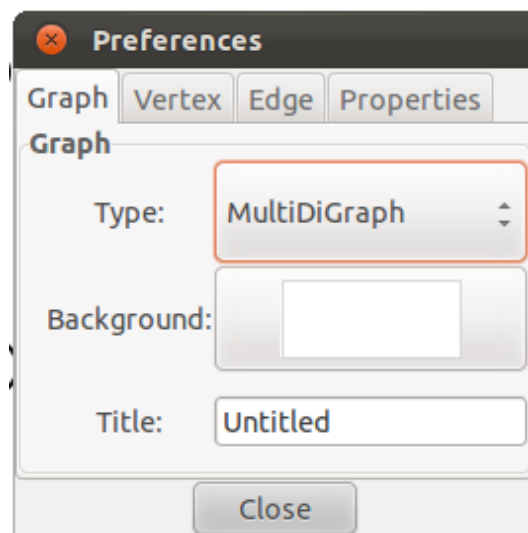 Preferences
Graph Vertex Edge Properties
Graph
Type: MultiDiGraph
Background:
Title: Untitled
Close